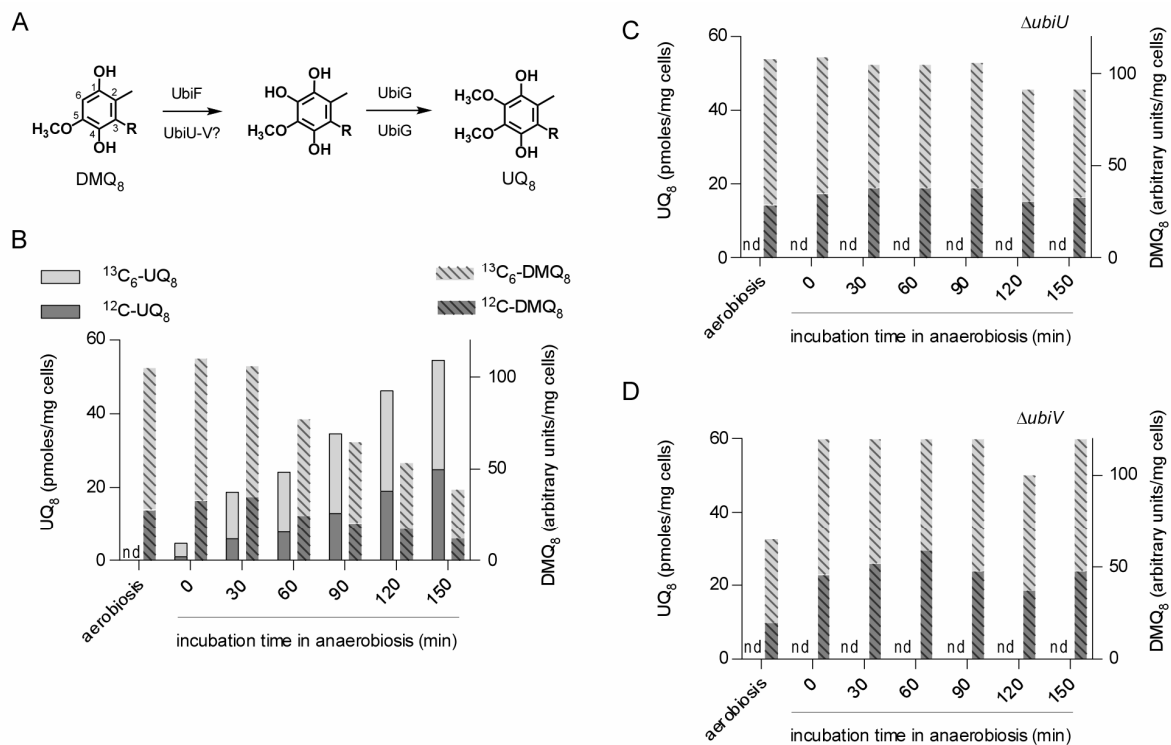 A
OH
1
2
3
4
5
6
H₃CO
R
OH
DMQ₈
UbiF
UbiU-V?
OH
HO
H₃CO
R
OH
UbiG
UbiG
OH
H₃CO
H₃CO
R
OH
UQ₈
B
¹³C₆-UQ₈
¹²C-UQ₈
¹³C₆-DMQ₈
¹²C-DMQ₈
UQ₈ (pmoles/mg cells)
60
40
20
0
DMQ₈ (arbitrary units/mg cells)
100
50
0
nd
aerobiosis
0
30
60
90
120
150
incubation time in anaerobiosis (min)
C
ΔubiU
UQ₈ (pmoles/mg cells)
60
40
20
0
DMQ₈ (arbitrary units/mg cells)
100
50
0
nd nd nd nd nd nd nd
aerobiosis
0
30
60
90
120
150
incubation time in anaerobiosis (min)
D
ΔubiV
UQ₈ (pmoles/mg cells)
60
40
20
0
DMQ₈ (arbitrary units/mg cells)
100
50
0
nd nd nd nd nd nd nd
aerobiosis
0
30
60
90
120
150
incubation time in anaerobiosis (min)